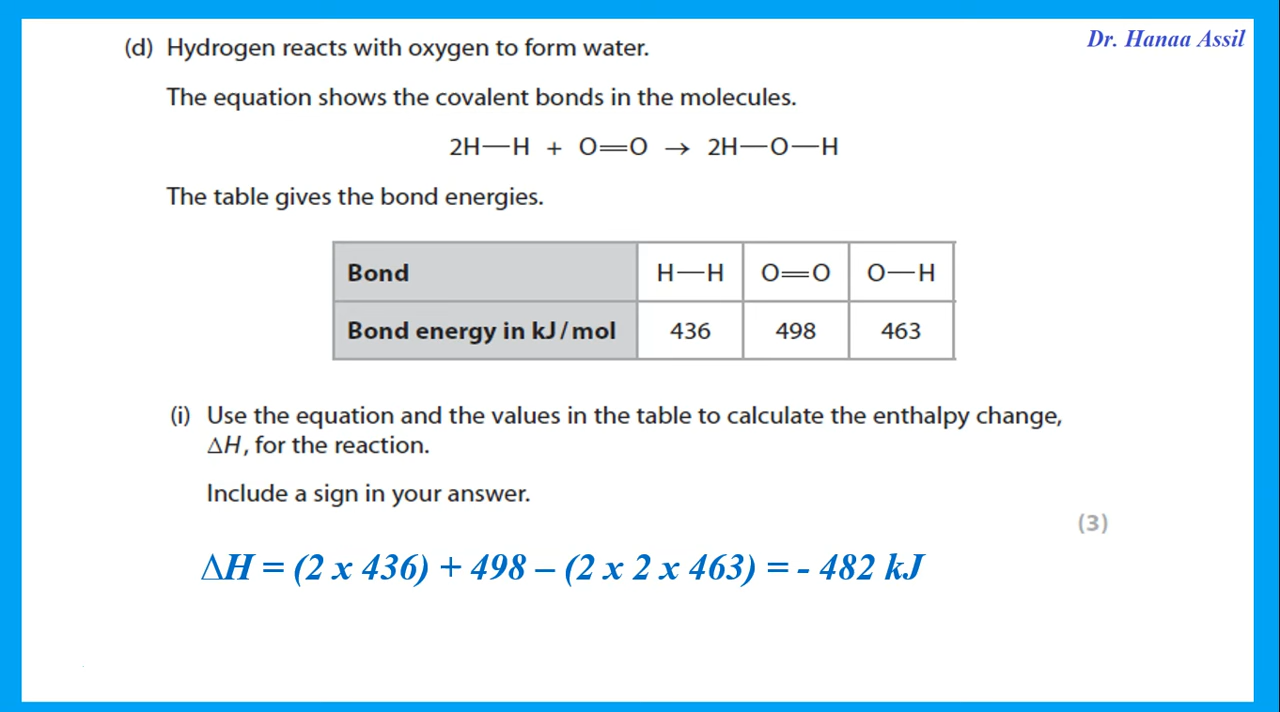 Dr. Hanaa Assil
(d) Hydrogen reacts with oxygen to form water.
The equation shows the covalent bonds in the molecules.
2H—H + O=O → 2H—O—H
The table gives the bond energies.
Bond H—H O=O O—H
Bond energy in kJ/mol 436 498 463
(i) Use the equation and the values in the table to calculate the enthalpy change,
ΔH, for the reaction.
Include a sign in your answer.
(3)
ΔH = (2 x 436) + 498 – (2 x 2 x 463) = - 482 kJ